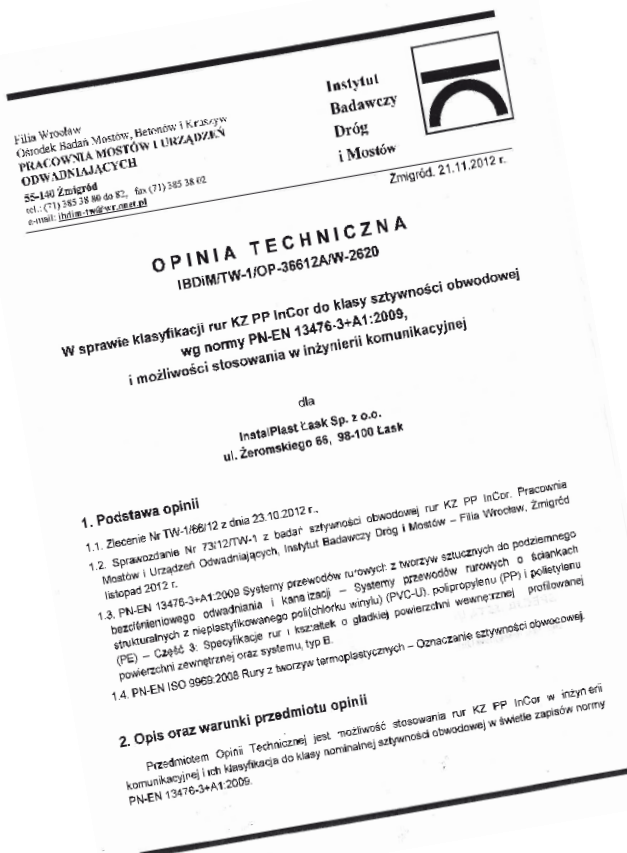 Filia Wrocław
Ośrodek Badań Mostów, Betonów i Kruszyw
PRACOWNIA MOSTÓW I URZĄDZEŃ
ODWADNIAJĄCYCH
55-140 Żmigród
tel.: (71) 385 38 80 do 82, fax (71) 385 38 02
e-mail: ibdim-tw@wr.onet.pl
Instytut
Badawczy
Dróg
i Mostów
Żmigród, 21.11.2012 r.
OPINIA TECHNICZNA
IBDiM/TW-1/OP-36612A/W-2620
W sprawie klasyfikacji rur KZ PP InCor do klasy sztywności obwodowej
wg normy PN-EN 13476-3+A1:2009,
i możliwości stosowania w inżynierii komunikacyjnej
dla
InstalPlast Łask Sp. z o.o.
ul. Żeromskiego 66, 98-100 Łask
1. Podstawa opinii
1.1. Zlecenie Nr TW-1/66/12 z dnia 23.10.2012 r.,
1.2. Sprawozdanie Nr 73/12/TW-1 z badań sztywności obwodowej rur KZ PP InCor. Pracownia
Mostów i Urządzeń Odwadniających, Instytut Badawczy Dróg i Mostów – Filia Wrocław, Żmigród
listopad 2012 r.
1.3. PN-EN 13476-3+A1:2009 Systemy przewodów rurowych z tworzyw sztucznych do podziemnego
bezciśnieniowego odwadniania i kanalizacji – Systemy przewodów rurowych o ściankach
strukturalnych z nieplastyfikowanego poli(chlorku winylu) (PVC-U), polipropylenu (PP) i polietylenu
(PE) – Część 3: Specyfikacje rur i kształtek o gładkiej powierzchni wewnętrznej profilowanej
powierzchni zewnętrznej oraz systemu, typ B.
1.4. PN-EN ISO 9969:2008 Rury z tworzyw termoplastycznych – Oznaczanie sztywności obwodowej.
2. Opis oraz warunki przedmiotu opinii
Przedmiotem Opinii Technicznej jest możliwość stosowania rur KZ PP InCor w inżynierii
komunikacyjnej i ich klasyfikacja do klasy nominalnej sztywności obwodowej w świetle zapisów normy
PN-EN 13476-3+A1:2009.